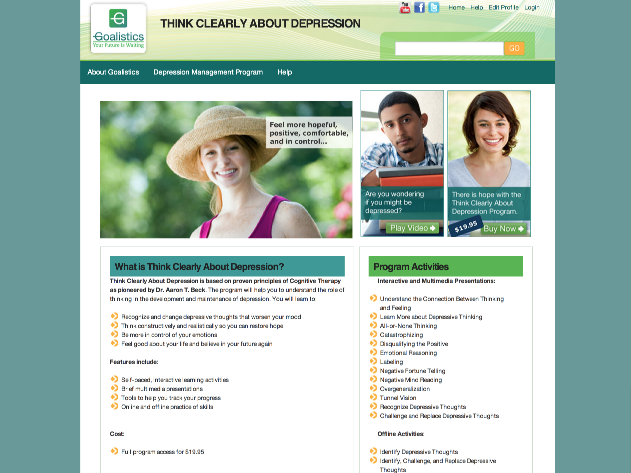 Goalistics
Your Future is Waiting
THINK CLEARLY ABOUT DEPRESSION
You Tube
Home Help Edit Profile Login
GO
About Goalistics Depression Management Program Help
Feel more hopeful,
positive, comfortable,
and in control...
Are you wondering
if you might be
depressed?
Play Video
There is hope with the
Think Clearly About
Depression Program.
$19.95
Buy Now
What is Think Clearly About Depression?
Think Clearly About Depression is based on proven principles of Cognitive Therapy
as pioneered by Dr. Aaron T. Beck. The program will help you to understand the role of
thinking in the development and maintenance of depression. You will learn to:
Recognize and change depressive thoughts that worsen your mood
Think constructively and realistically so you can restore hope
Be more in control of your emotions
Feel good about your life and believe in your future again
Features include:
Self-paced, interactive learning activities
Brief multimedia presentations
Tools to help you track your progress
Online and offline practice of skills
Cost:
Full program access for $19.95
Program Activities
Interactive and Multimedia Presentations:
Understand the Connection Between Thinking
and Feeling
Learn More about Depressive Thinking
All-or-None Thinking
Catastrophizing
Disqualifying the Positive
Emotional Reasoning
Labeling
Negative Fortune Telling
Negative Mind Reading
Overgeneralization
Tunnel Vision
Recognize Depressive Thoughts
Challenge and Replace Depressive Thoughts
Offline Activities:
Identify Depressive Thoughts
Identify, Challenge, and Replace Depressive
Thoughts